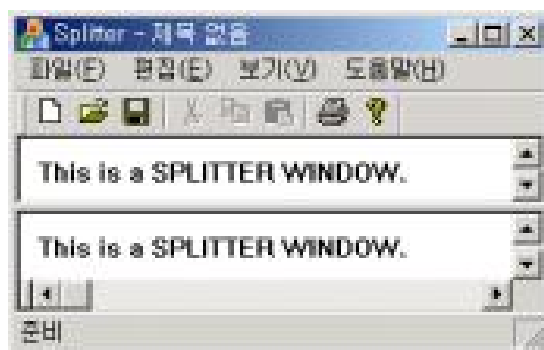 Splitter - 제목 없음
파일(F) 편집(E) 보기(V) 도움말(H)
This is a SPLITTER WINDOW.
This is a SPLITTER WINDOW.
준비